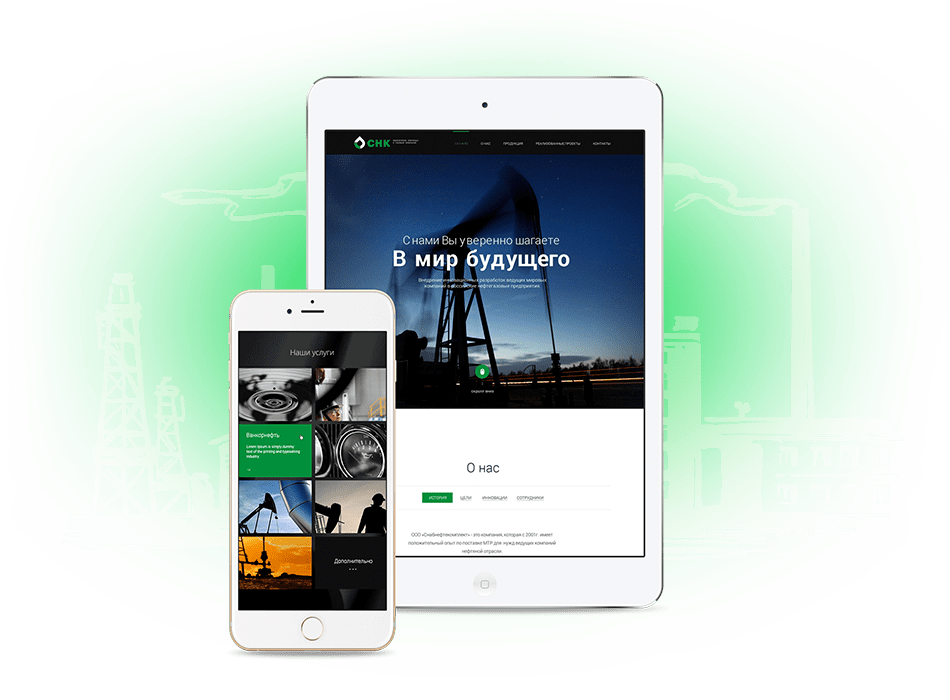 СНК
О НАС
ПРОДУКЦИЯ
РЕАЛИЗОВАННЫЕ ПРОЕКТЫ
КОНТАКТЫ
С нами Вы уверенно шагаете
В мир будущего
Внедрение инновационных разработок ведущих мировых
компаний в российские нефтегазовые предприятия
О нас
ИСТОРИЯ
ЦЕЛИ
ИННОВАЦИИ
СОТРУДНИКИ
ООО «Снабнефтекомплект» - это компания, которая с 2001г. имеет
положительный опыт по поставке МТР для нужд ведущих компаний
нефтяной отрасли.
Наши услуги
Ванкорнефть
Lorem Ipsum is simply dummy
text of the printing and typesetting
industry
Дополнительно